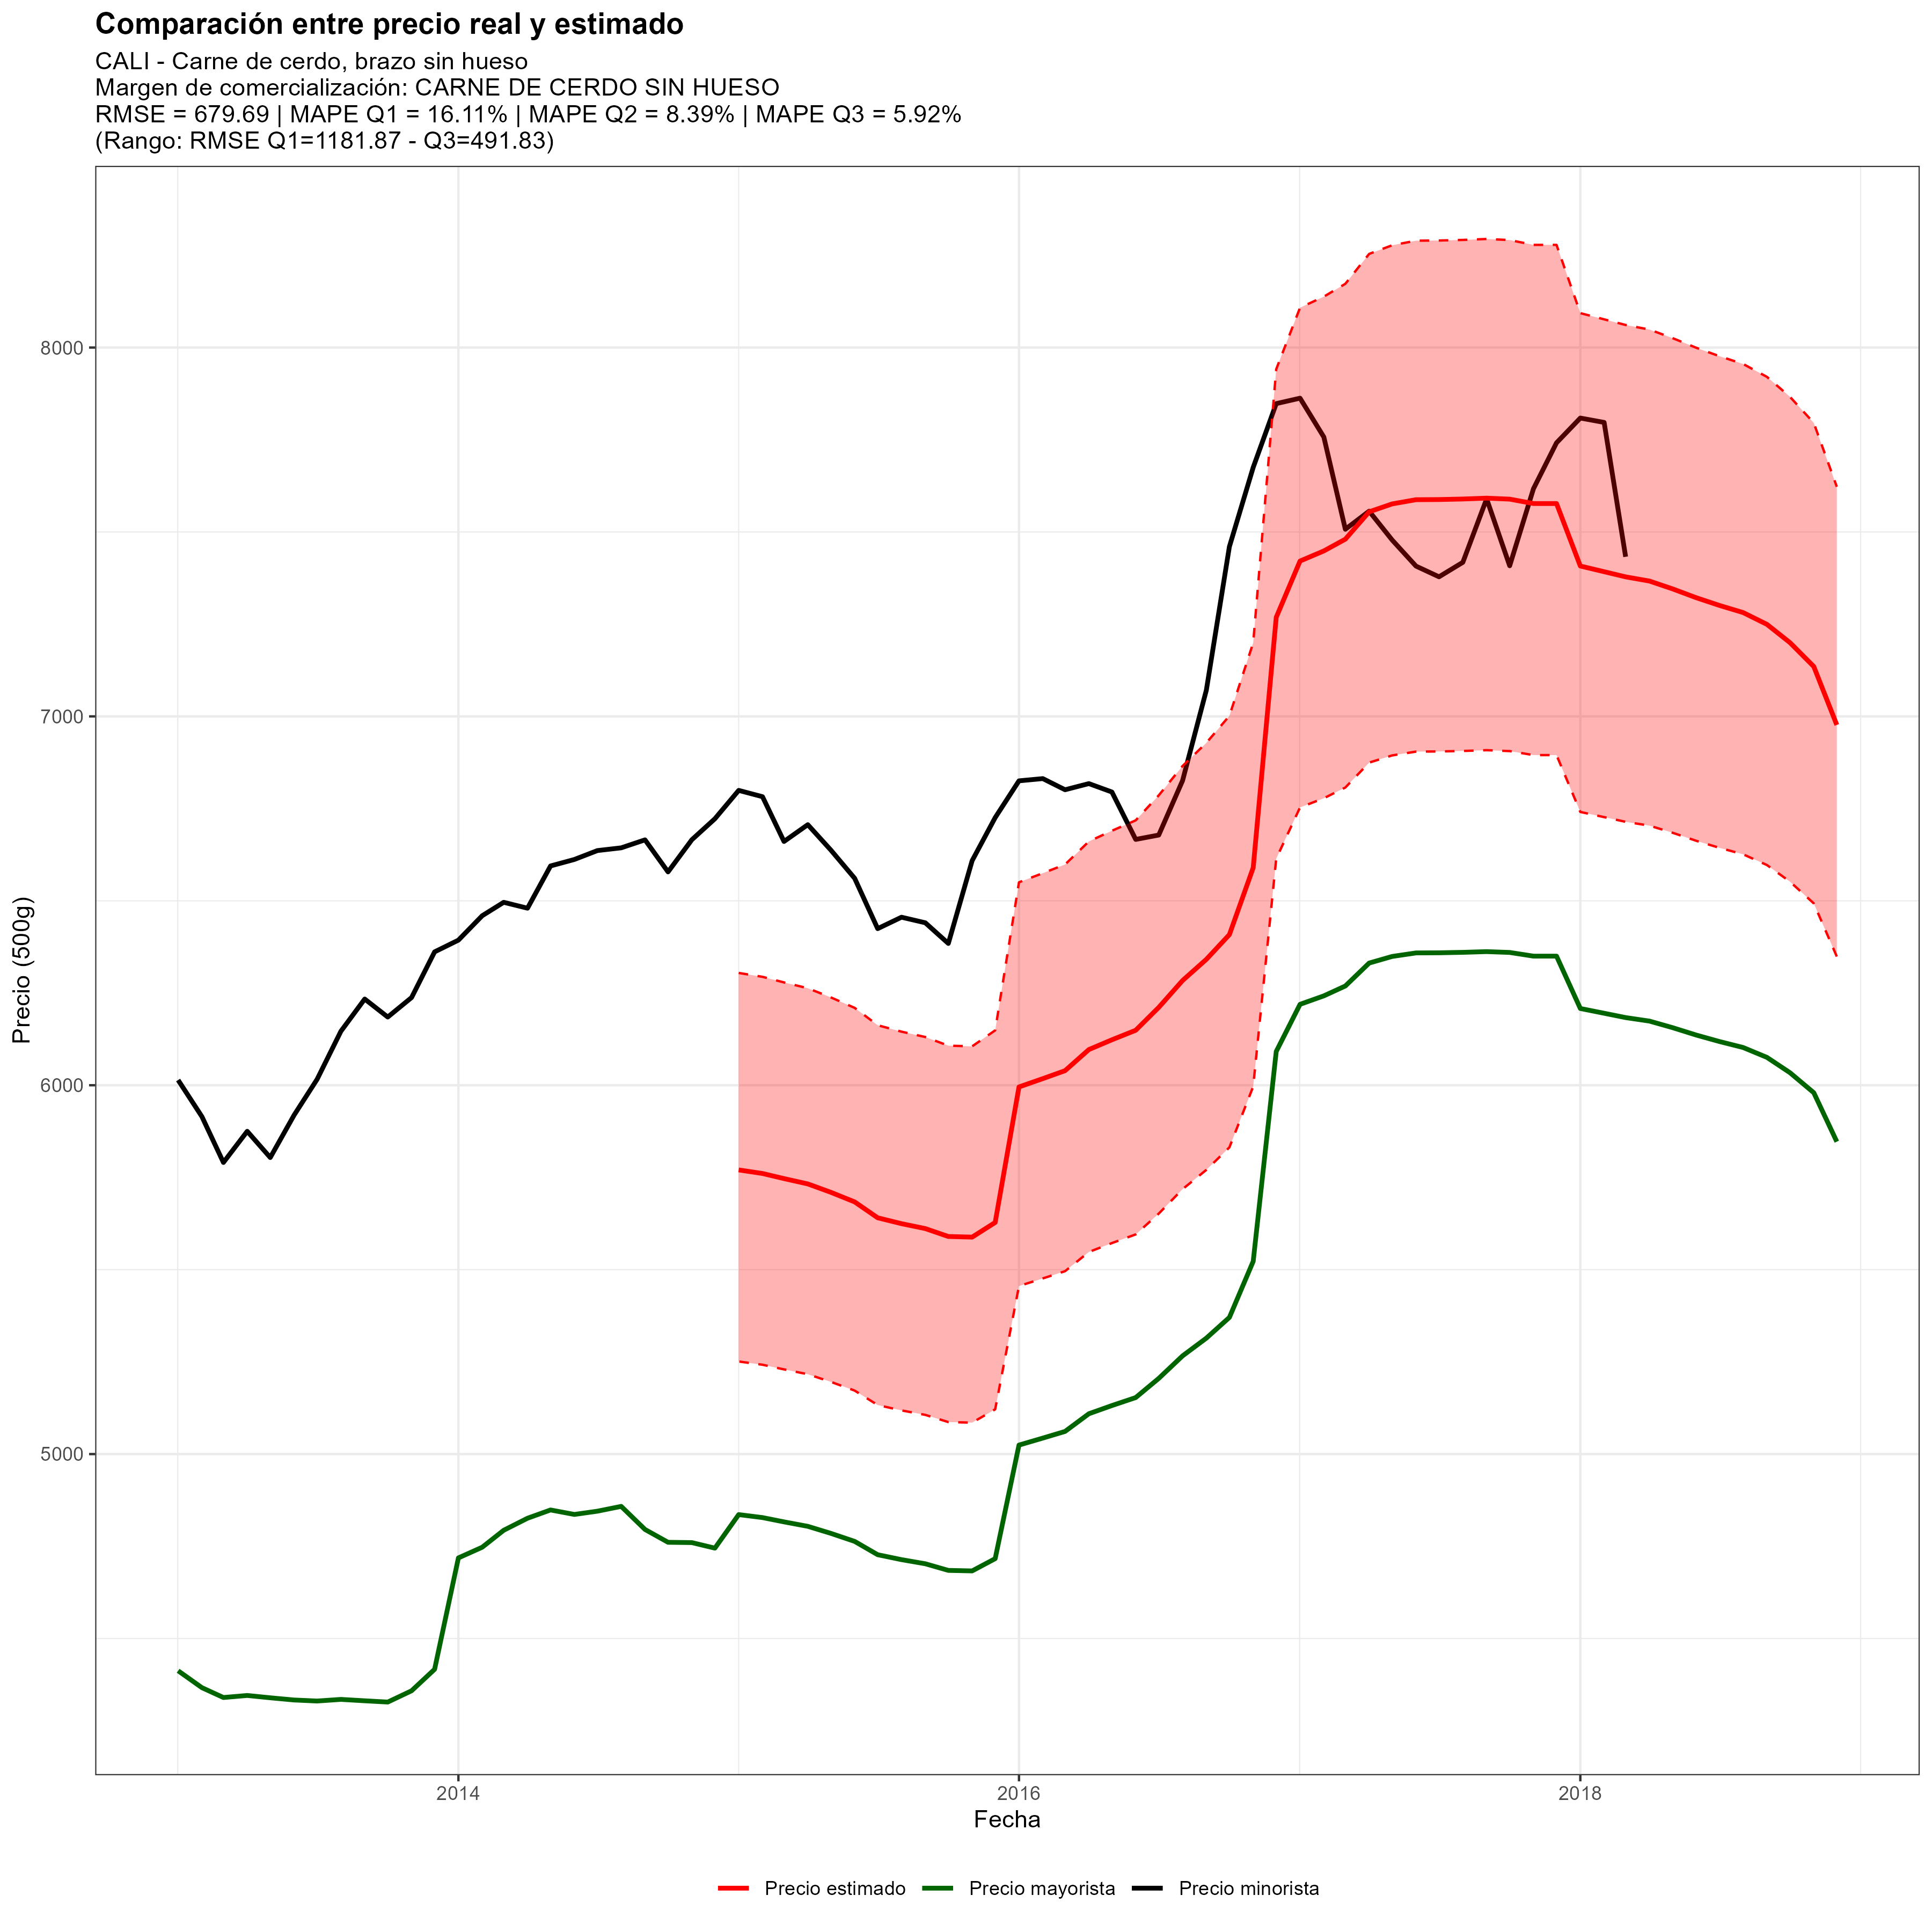 Comparación entre precio real y estimado
CALI - Carne de cerdo, brazo sin hueso
Margen de comercialización: CARNE DE CERDO SIN HUESO
RMSE = 679.69 | MAPE Q1 = 16.11% | MAPE Q2 = 8.39% | MAPE Q3 = 5.92%
(Rango: RMSE Q1=1181.87 - Q3=491.83)
Precio (500g)
8000
7000
6000
5000
2014
2016
2018
Fecha
Precio estimado
Precio mayorista
Precio minorista